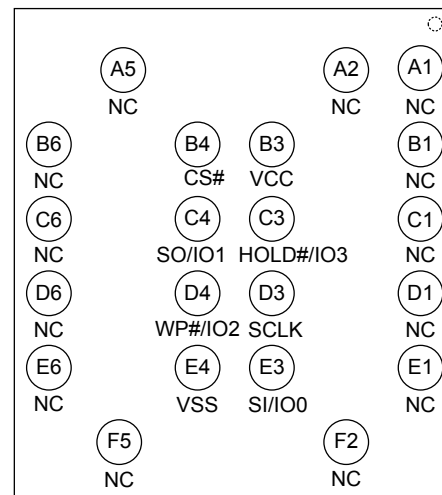 A5 A2 A1
NC NC NC
B6 B4 B3 B1
NC CS# VCC NC
C6 C4 C3 C1
NC SO/IO1 HOLD#/IO3 NC
D6 D4 D3 D1
NC WP#/IO2 SCLK NC
E6 E4 E3 E1
NC VSS SI/IO0 NC
F5 F2
NC NC